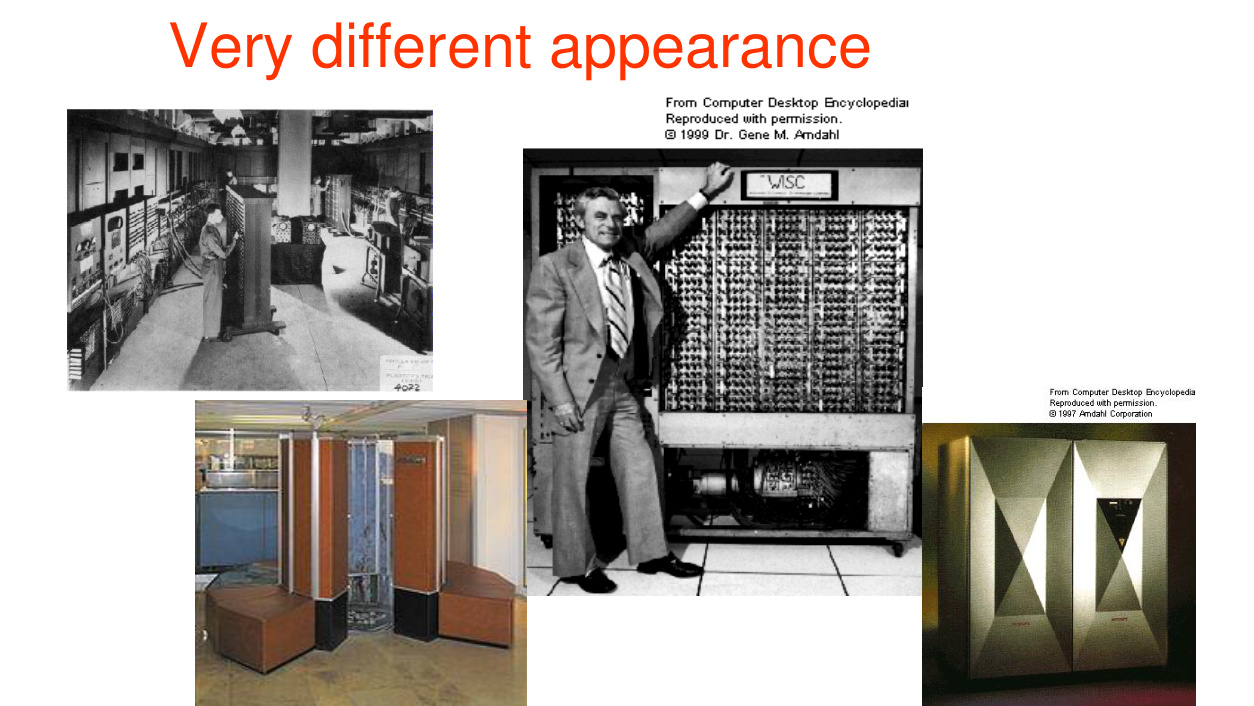 Very different appearance
From Computer Desktop Encyclopedia
Reproduced with permission.
© 1999 Dr. Gene M. Amdahl
WISC
4022
From Computer Desktop Encyclopedia
Reproduced with permission.
© 1997 Amdahl Corporation